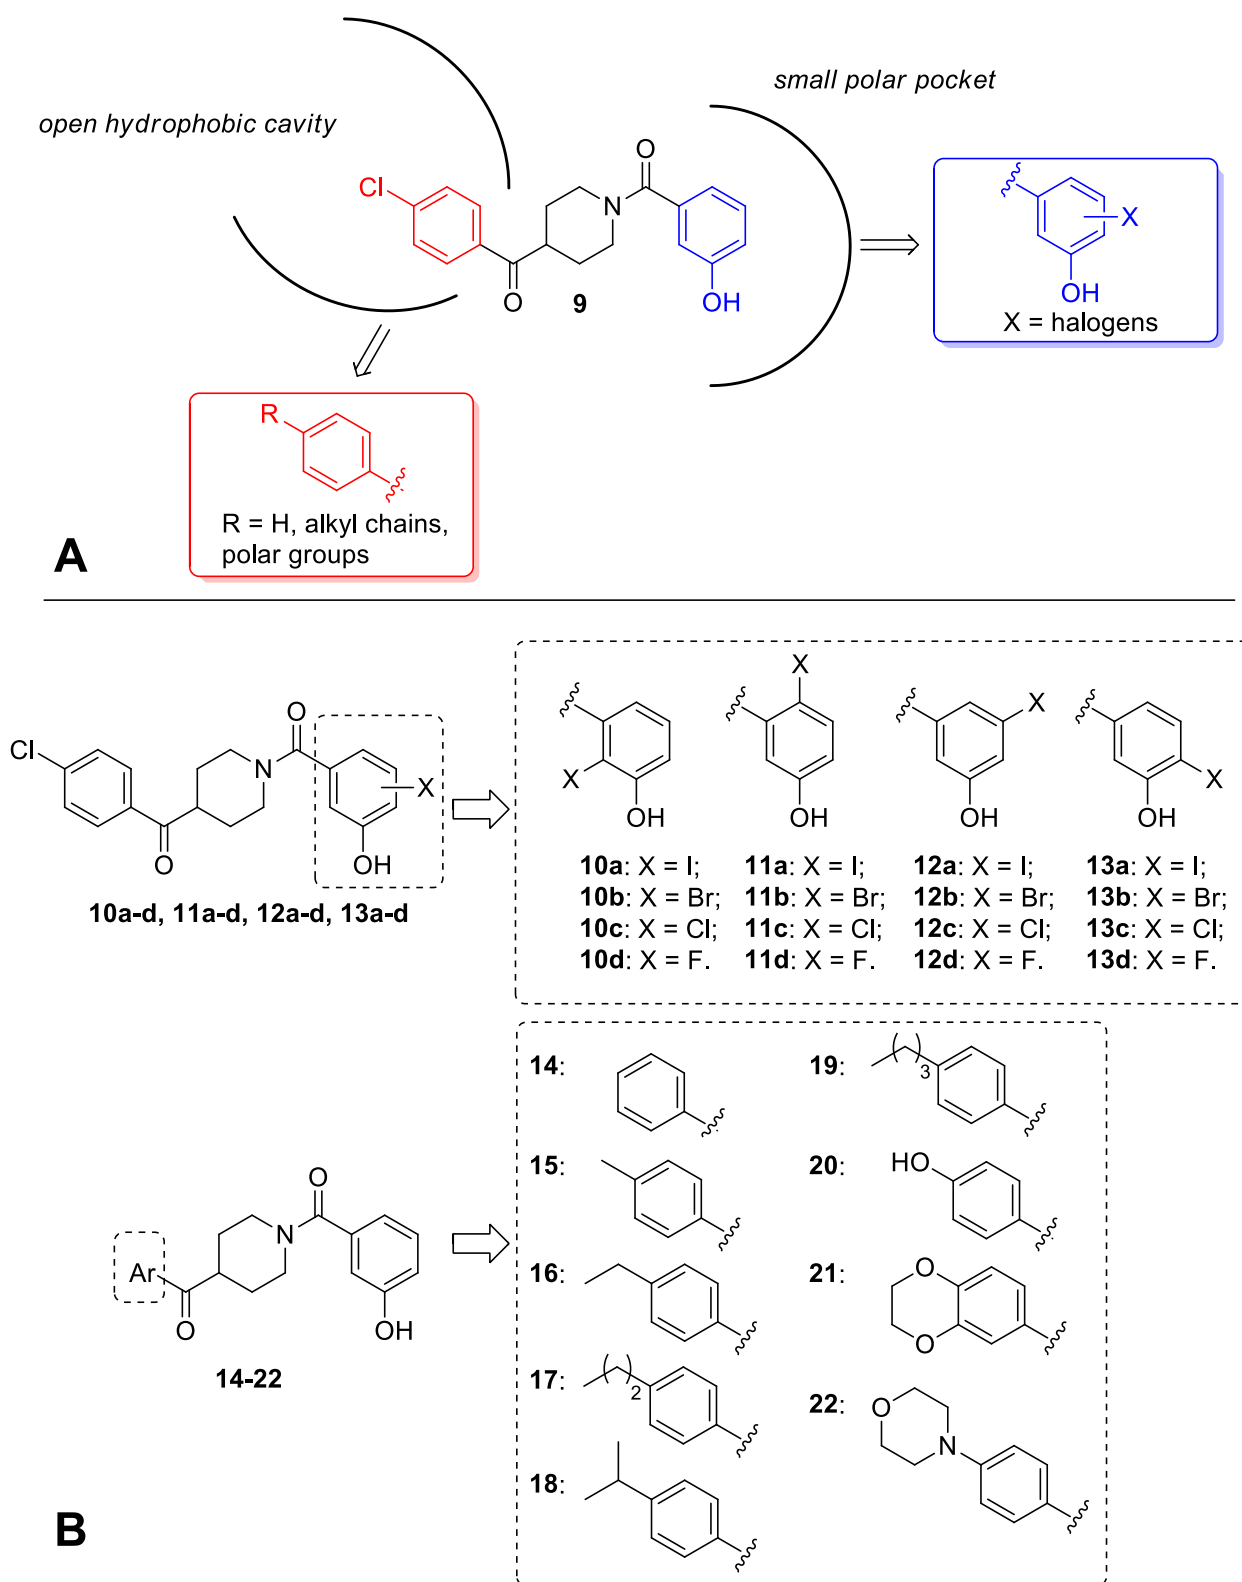 open hydrophobic cavity
small polar pocket
Cl
O
N
O
OH
9
X
OH
X = halogens
R
R = H, alkyl chains,
polar groups
A
Cl
O
N
O
X
OH
10a-d, 11a-d, 12a-d, 13a-d
X
OH
10a: X = I;
10b: X = Br;
10c: X = Cl;
10d: X = F.
X
OH
11a: X = I;
11b: X = Br;
11c: X = Cl;
11d: X = F.
X
OH
12a: X = I;
12b: X = Br;
12c: X = Cl;
12d: X = F.
X
OH
13a: X = I;
13b: X = Br;
13c: X = Cl;
13d: X = F.
Ar
O
N
O
OH
14-22
14:
15:
16:
17:
( )2
18:
19:
( )3
20:
HO
21:
O
O
22:
O
N
B